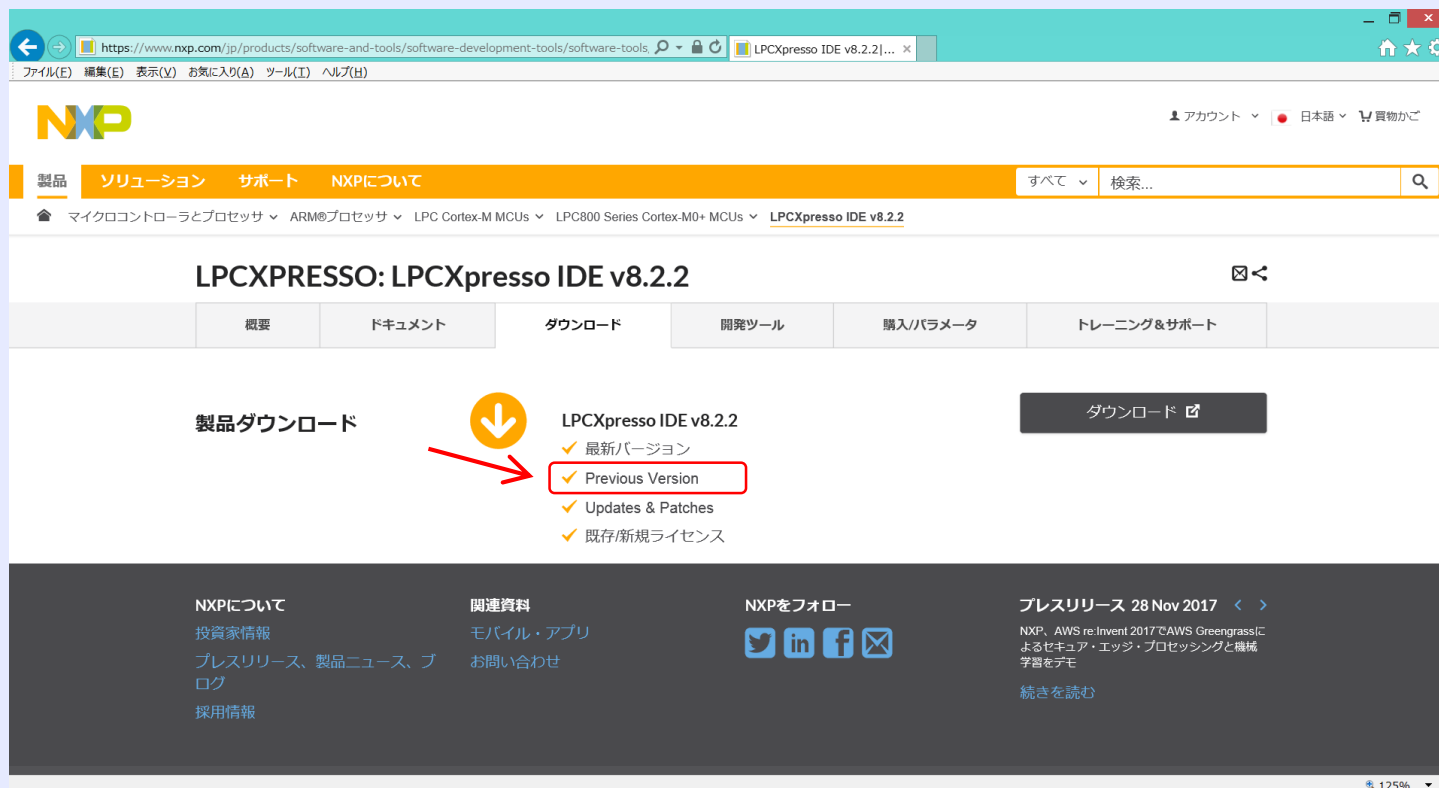 https://www.nxp.com/jp/products/software-and-tools/software-development-tools/software-tools
LPCXpresso IDE v8.2.2|... ×
ファイル(F) 編集(E) 表示(V) お気に入り(A) ツール(T) ヘルプ(H)
NXP
アカウント 日本語 買物かご
製品 ソリューション サポート NXPについて すべて 検索...
マイクロコントローラとプロセッサ ARM®プロセッサ LPC Cortex-M MCUs LPC800 Series Cortex-M0+ MCUs LPCXpresso IDE v8.2.2
LPCXPRESSO: LPCXpresso IDE v8.2.2
概要 ドキュメント ダウンロード 開発ツール 購入/パラメータ トレーニング&サポート
製品ダウンロード
LPCXpresso IDE v8.2.2
ダウンロード
最新バージョン
Previous Version
Updates & Patches
既存/新規ライセンス
NXPについて
投資家情報
プレスリリース、製品ニュース、ブ
ログ
採用情報
関連資料
モバイル・アプリ
お問い合わせ
NXPをフォロー
プレスリリース 28 Nov 2017
NXP、AWS re:Invent 2017でAWS Greengrassに
よるセキュア・エッジ・プロセッシングと機械
学習をデモ
続きを読む
125%